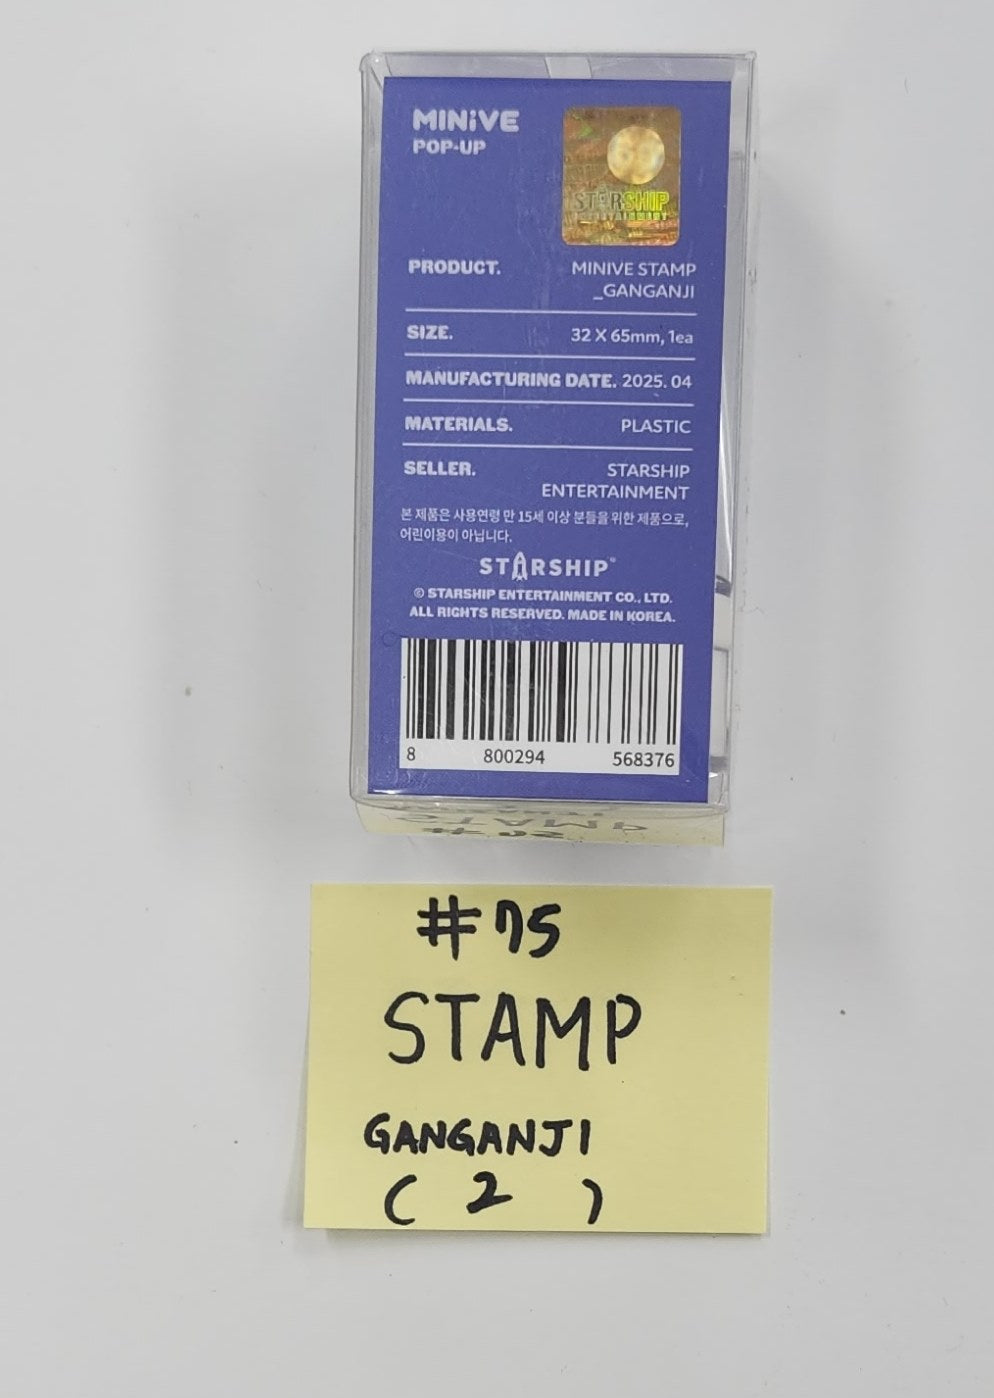 MINiVE
POP-UP
STARSHIP
ENTERTAINMENT
PRODUCT. MINIVE STAMP
_GANGANJI
SIZE. 32 X 65mm, 1ea
MANUFACTURING DATE. 2025. 04
MATERIALS. PLASTIC
SELLER. STARSHIP
ENTERTAINMENT
본 제품은 사용연령 만 15세 이상 분들을 위한 제품으로,
어린이용이 아닙니다.
STARSHIP®
© STARSHIP ENTERTAINMENT CO., LTD.
ALL RIGHTS RESERVED. MADE IN KOREA.
8 800294 568376
#75
STAMP
GANGANJI
( 2 )